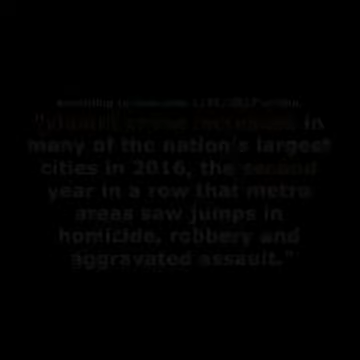 "violent crime increased in
many of the nation's largest
cities in 2016, the second
year in a row that metro
areas saw jumps in
homicide, robbery and
aggravated assault."